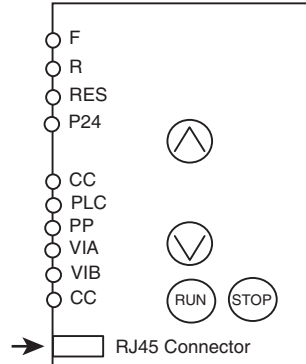 F
R
RES
P24
CC
PLC
PP
VIA
VIB
CC
RUN STOP
RJ45 Connector